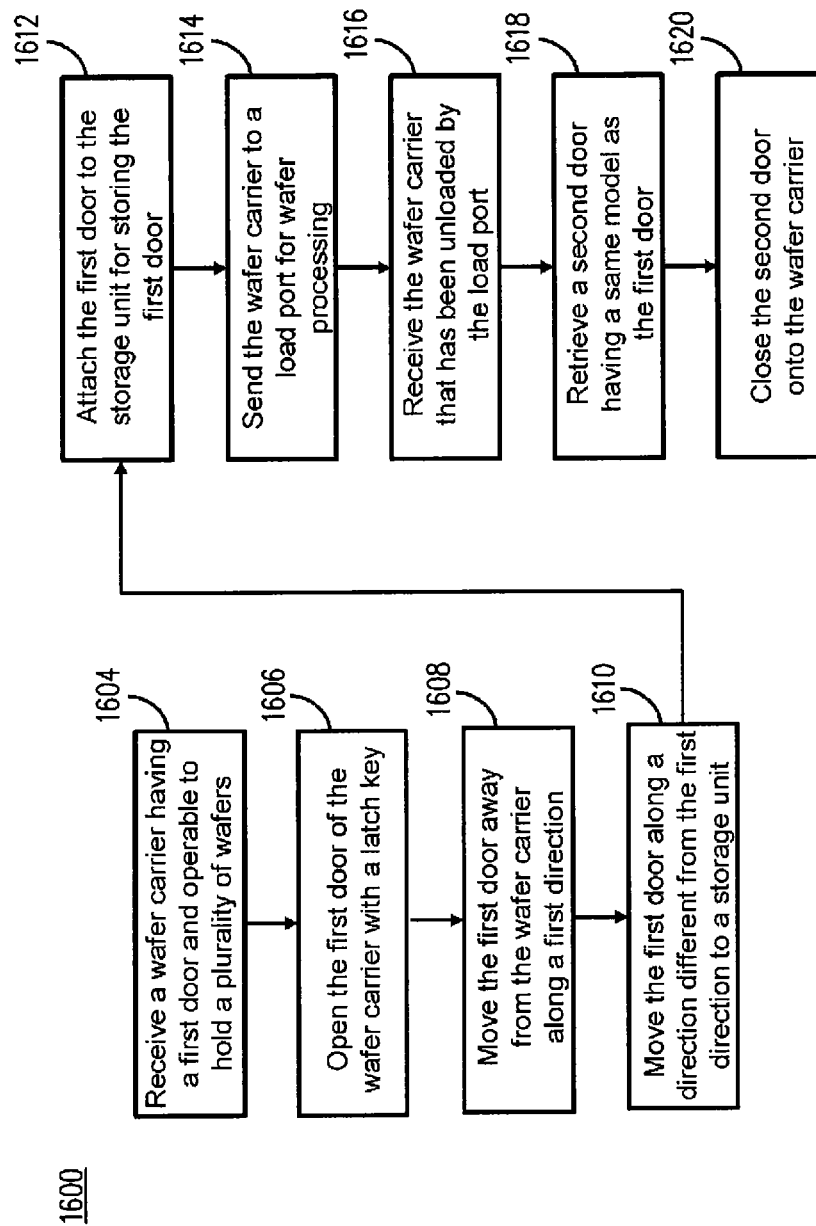 1600
1604
Receive a wafer carrier having
a first door and operable to
hold a plurality of wafers
1606
Open the first door of the
wafer carrier with a latch key
1608
Move the first door away
from the wafer carrier
along a first direction
1610
Move the first door along a
direction different from the first
direction to a storage unit
1612
Attach the first door to the
storage unit for storing the
first door
1614
Send the wafer carrier to a
load port for wafer
processing
1616
Receive the wafer carrier
that has been unloaded by
the load port
1618
Retrieve a second door
having a same model as
the first door
1620
Close the second door
onto the wafer carrier